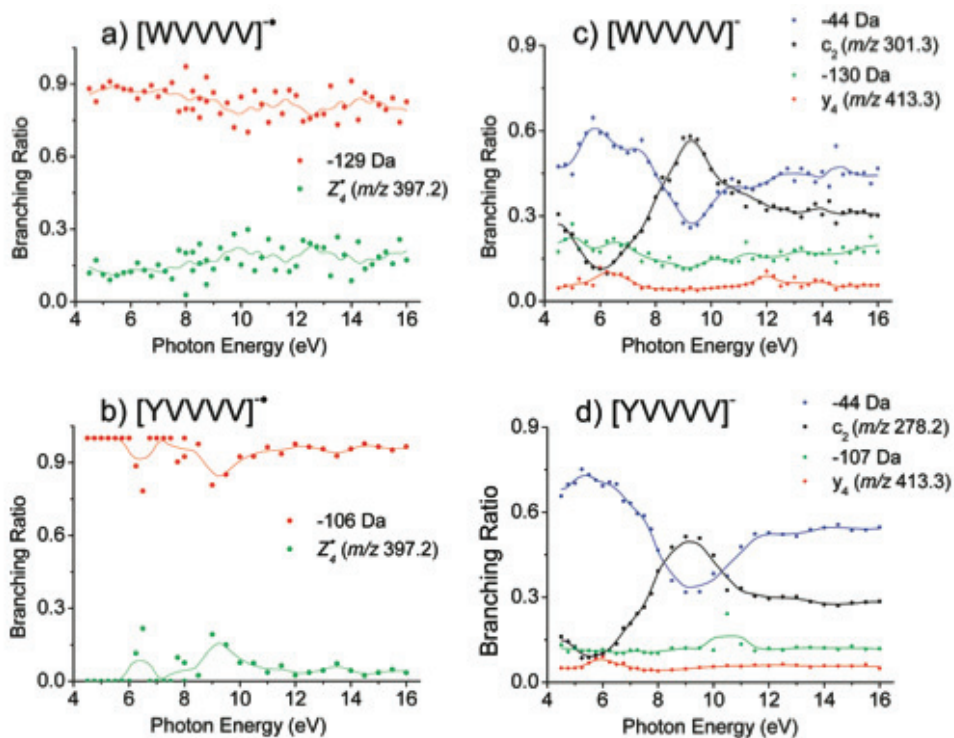 a) [WVVVV]⁻•
Branching Ratio
0.9
0.6
0.3
0.0
-129 Da
Z₄• (m/z 397.2)
4 6 8 10 12 14 16
Photon Energy (eV)
c) [WVVVV]⁻
-44 Da
c₂ (m/z 301.3)
-130 Da
y₄ (m/z 413.3)
Branching Ratio
0.9
0.6
0.3
0.0
4 6 8 10 12 14 16
Photon Energy (eV)
b) [YVVVV]⁻•
Branching Ratio
0.9
0.6
0.3
0.0
-106 Da
Z₄• (m/z 397.2)
4 6 8 10 12 14 16
Photon Energy (eV)
d) [YVVVV]⁻
-44 Da
c₂ (m/z 278.2)
-107 Da
y₄ (m/z 413.3)
Branching Ratio
0.9
0.6
0.3
0.0
4 6 8 10 12 14 16
Photon Energy (eV)